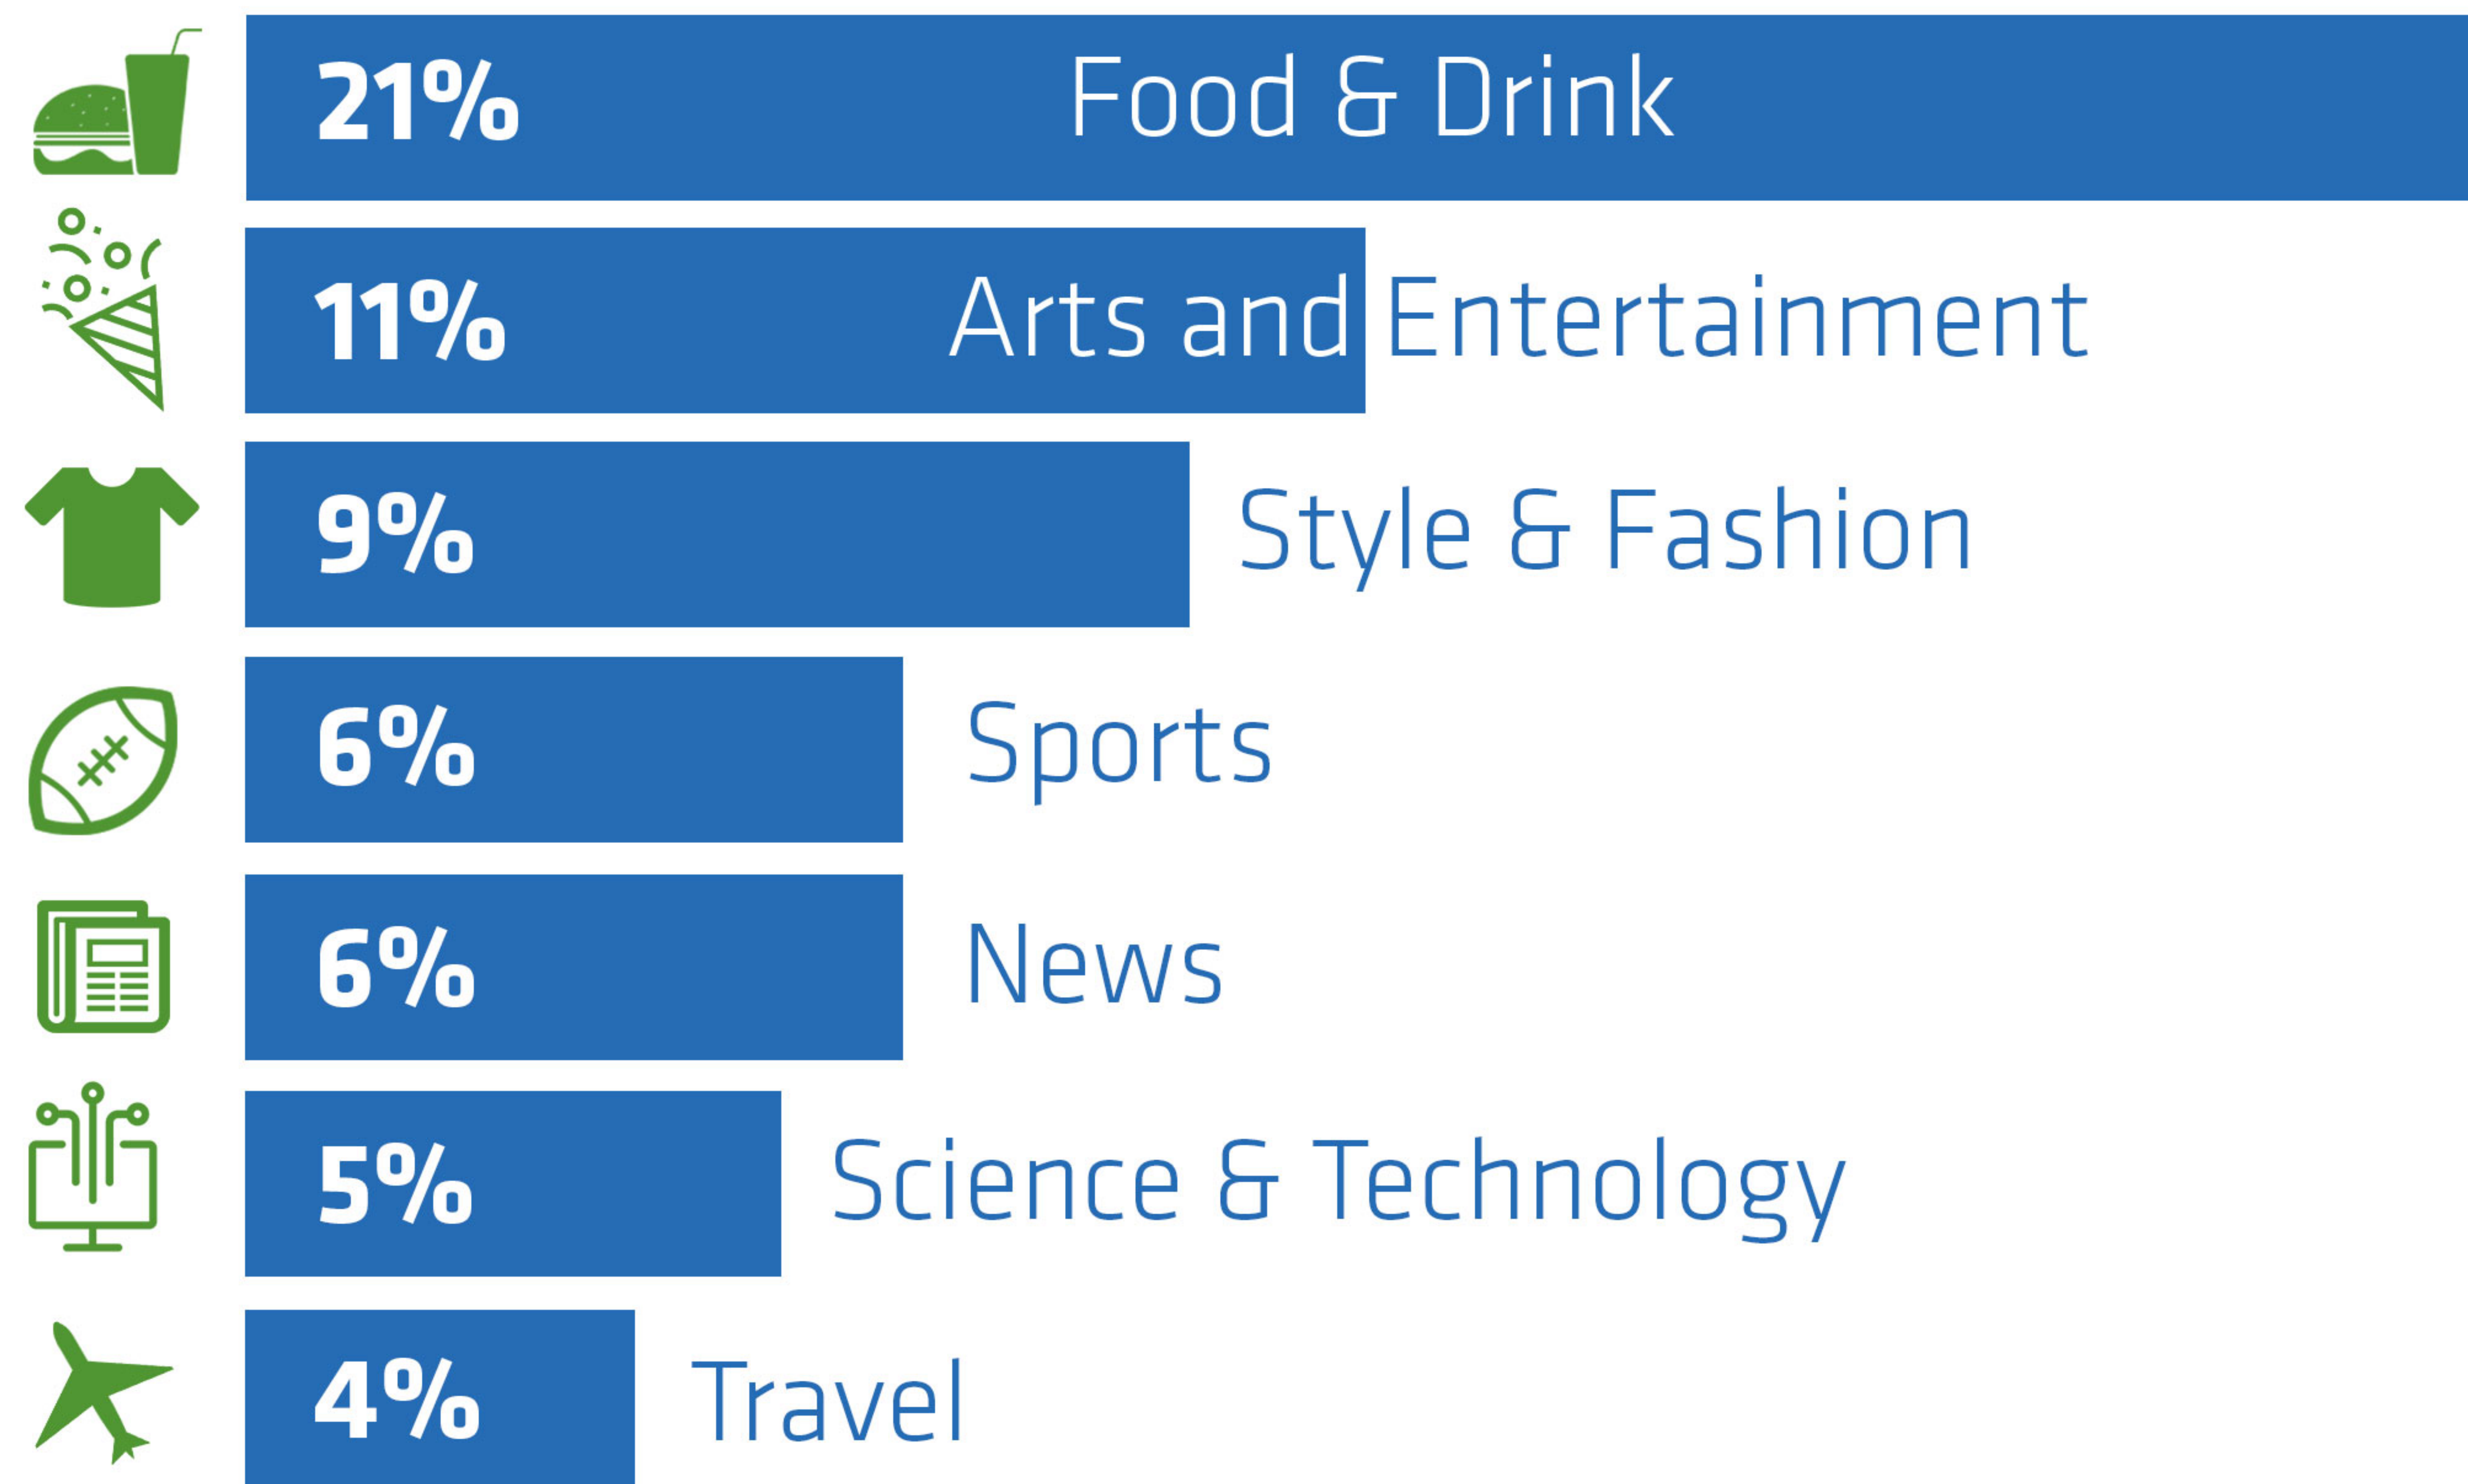 21% Food & Drink
11% Arts and Entertainment
9% Style & Fashion
6% Sports
6% News
5% Science & Technology
4% Travel